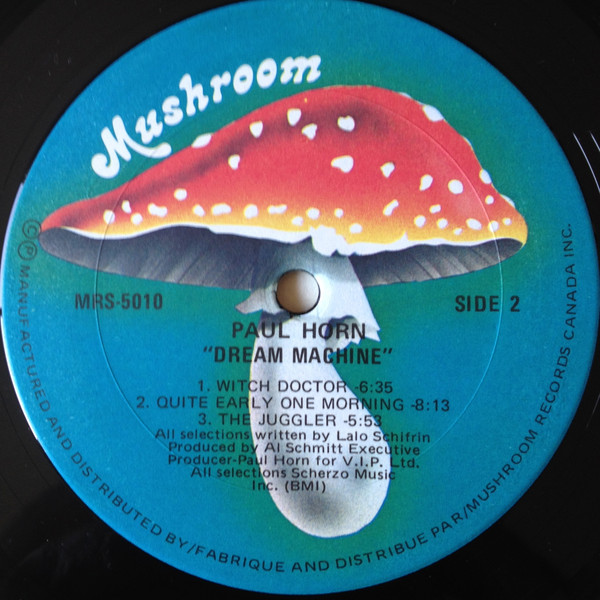 Mushroom
MRS-5010
SIDE 2
PAUL HORN
"DREAM MACHINE"
1. WITCH DOCTOR -6:35
2. QUITE EARLY ONE MORNING -8:13
3. THE JUGGLER -5:53
All selections written by Lalo Schifrin
Produced by Al Schmitt Executive
Producer-Paul Horn for V.I.P. Ltd.
All selections Scherzo Music
Inc. (BMI)
©℗ MANUFACTURED AND DISTRIBUTED BY/FABRIQUE AND DISTRIBUE PAR/MUSHROOM RECORDS CANADA INC.